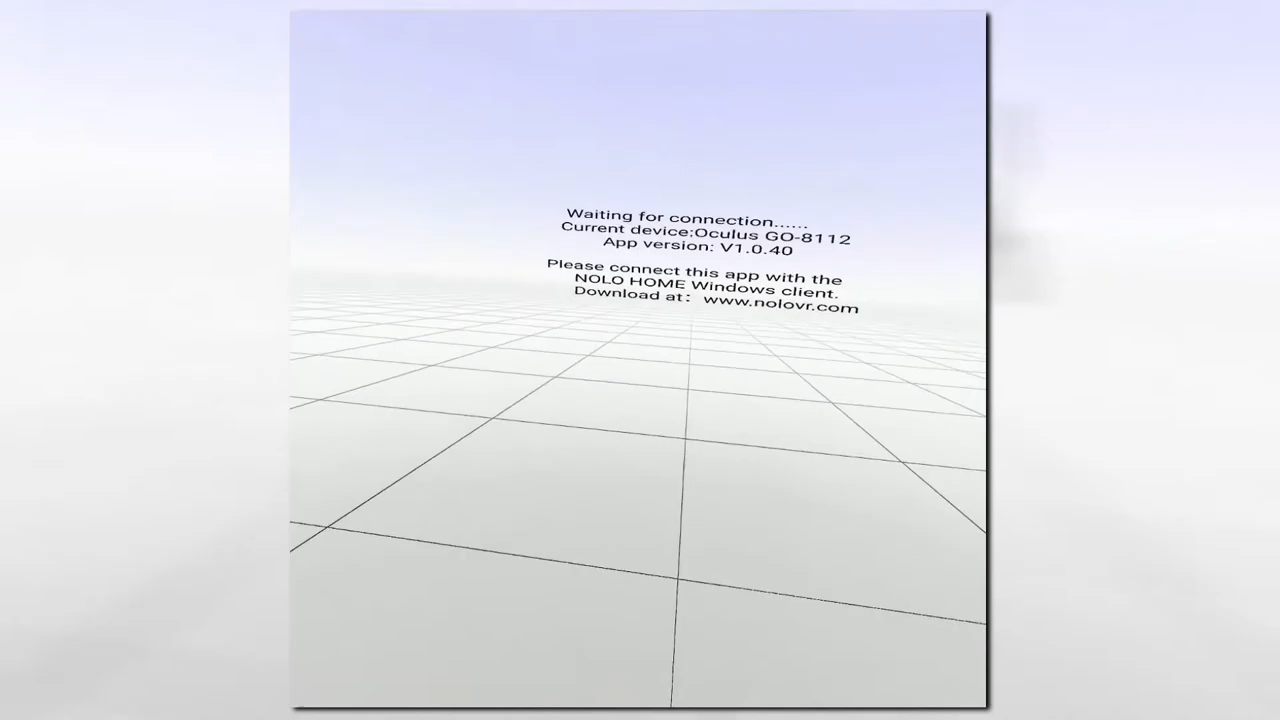 Waiting for connection......
Current device:Oculus GO-8112
App version: V1.0.40
Please connect this app with the
NOLO HOME Windows client.
Download at： www.nolovr.com